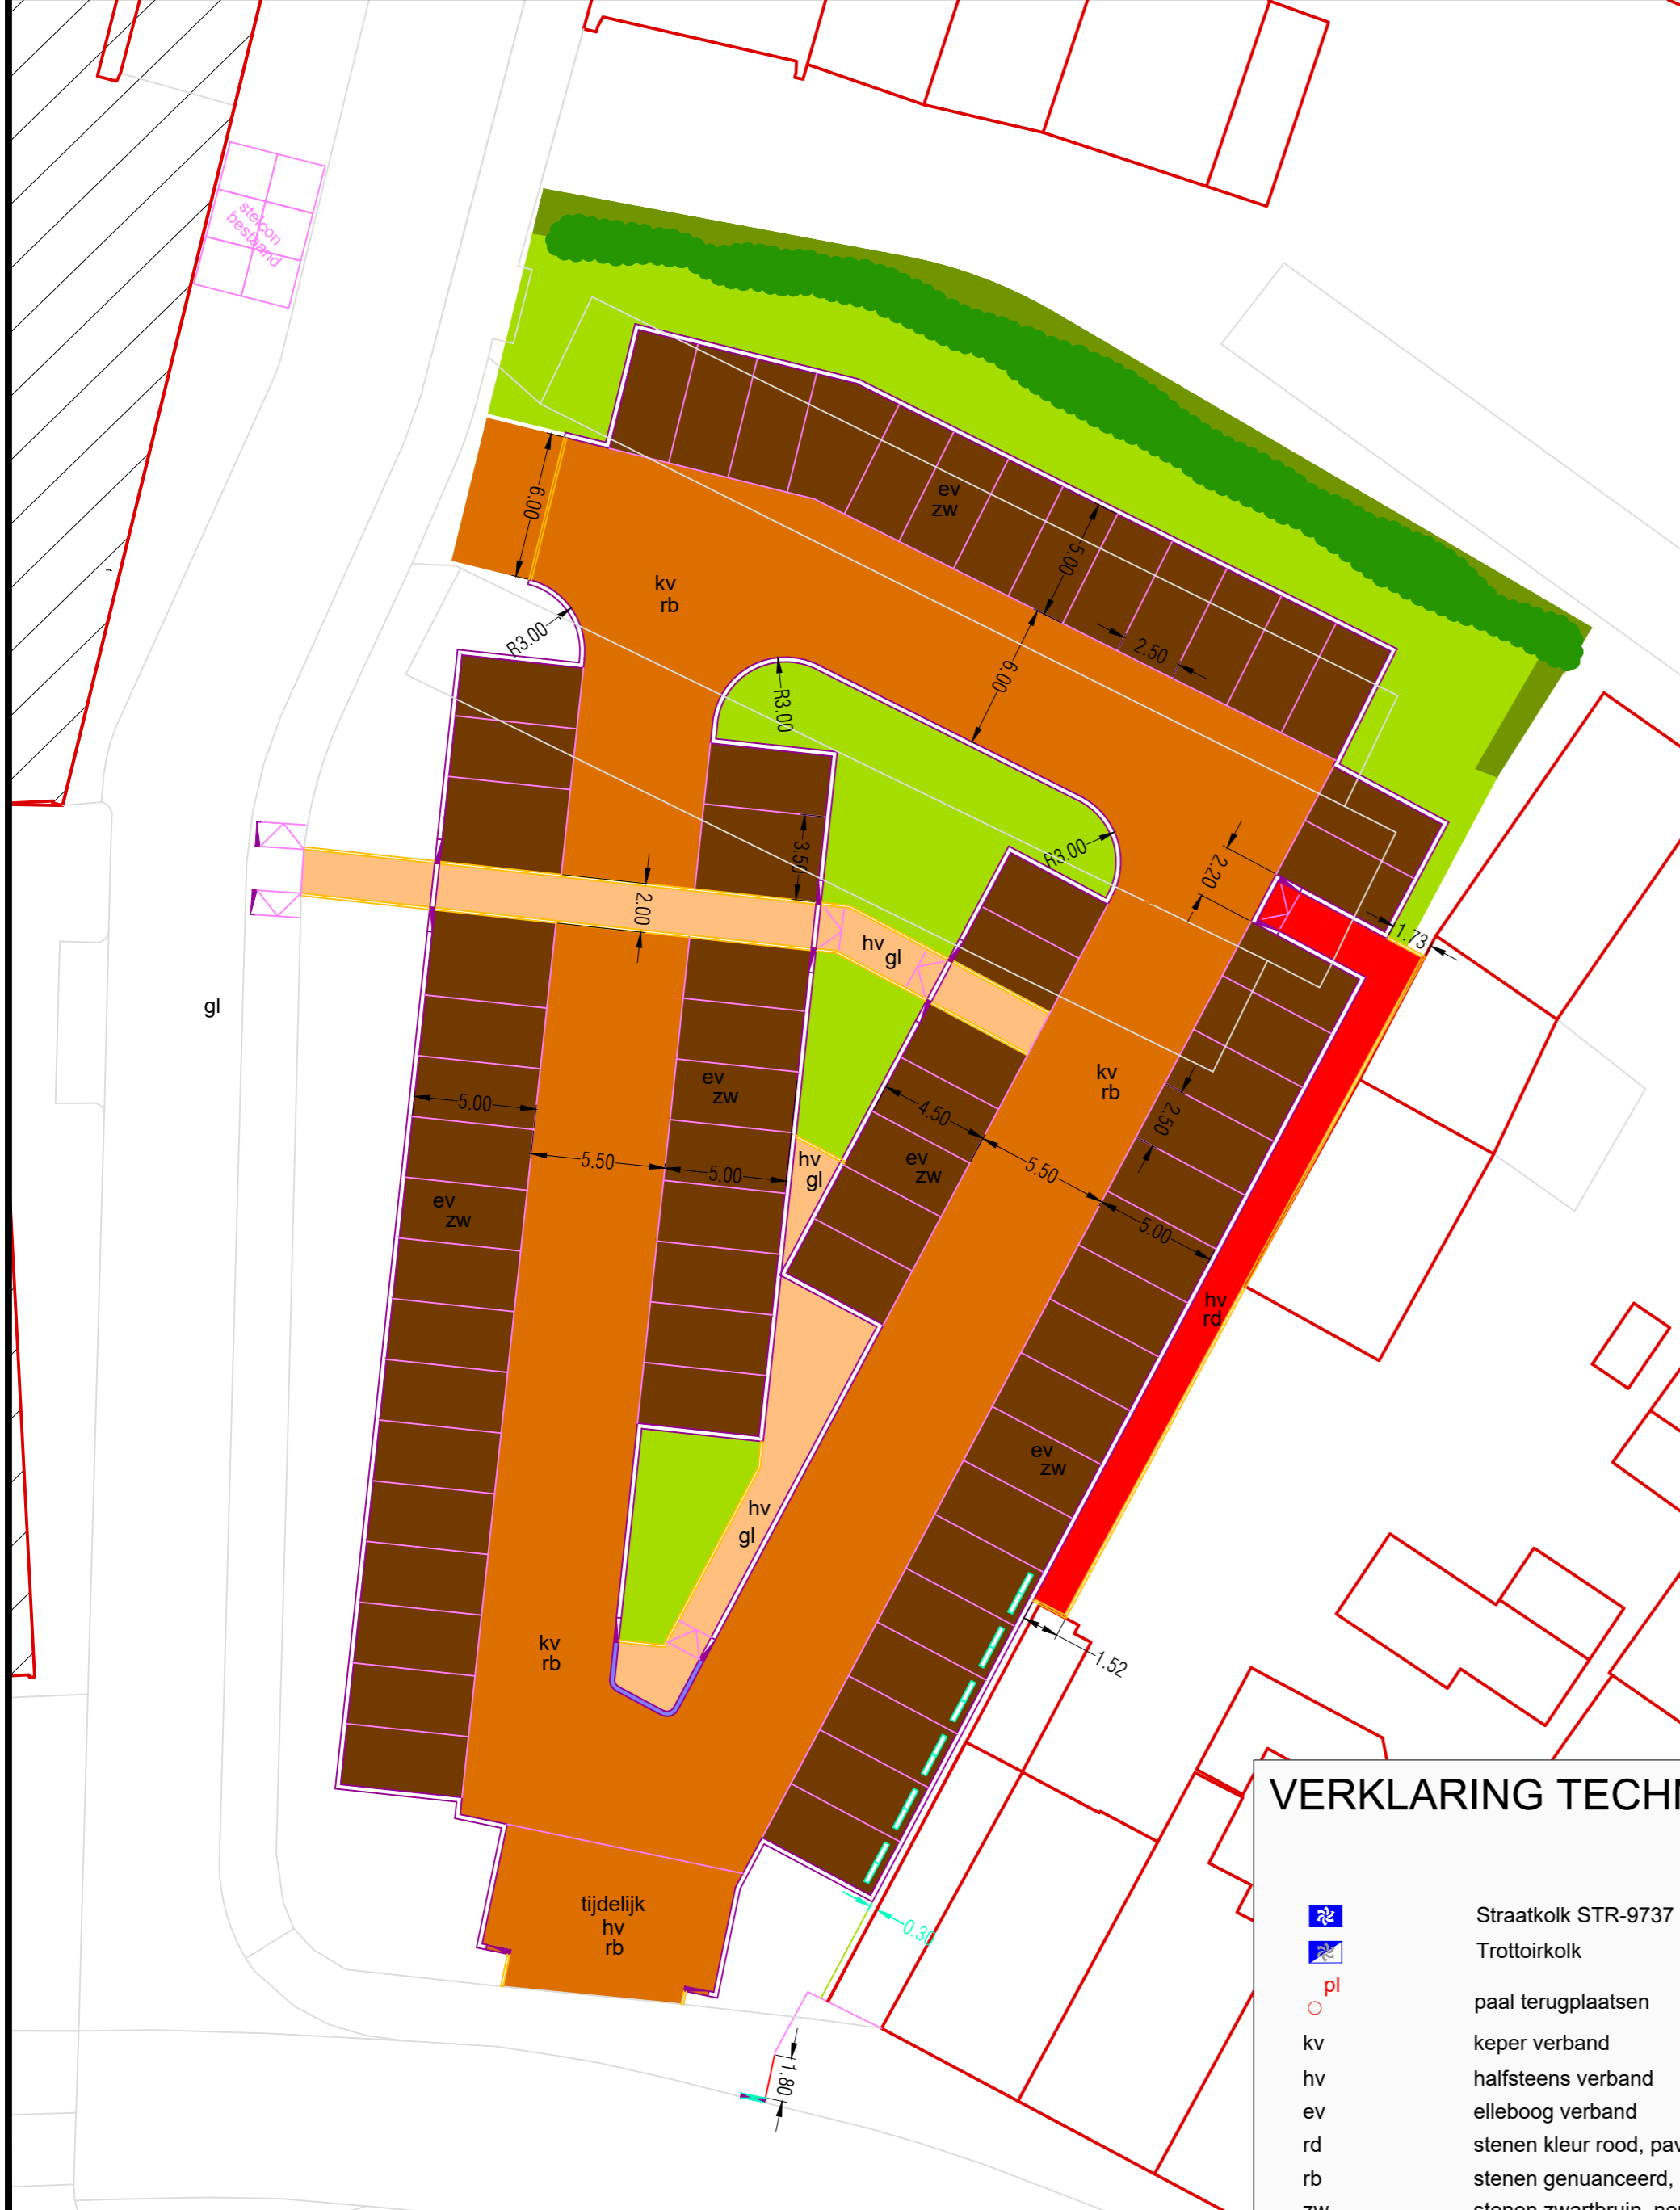 stelcon
bestaand
6.00
ev
zw
5.00
kv
rb
2.50
R3.00
6.00
R3.00
3.50
R3.00
2.20
2.00
1.73
hv
gl
gl
kv
rb
ev
zw
5.00
4.50
2.50
hv
gl
ev
zw
5.50
5.50
5.00
5.00
ev
zw
hv
rd
ev
zw
hv
gl
kv
rb
1.52
VERKLARING TECH
tijdelijk
hv
rb
0.30
Straatkolk STR-9737
Trottoirkolk
pl
paal terugplaatsen
1.80
kv keper verband
hv halfsteens verband
ev elleboog verband
rd stenen kleur rood, pav
rb stenen genuanceerd,
zw stenen zwartbruin,